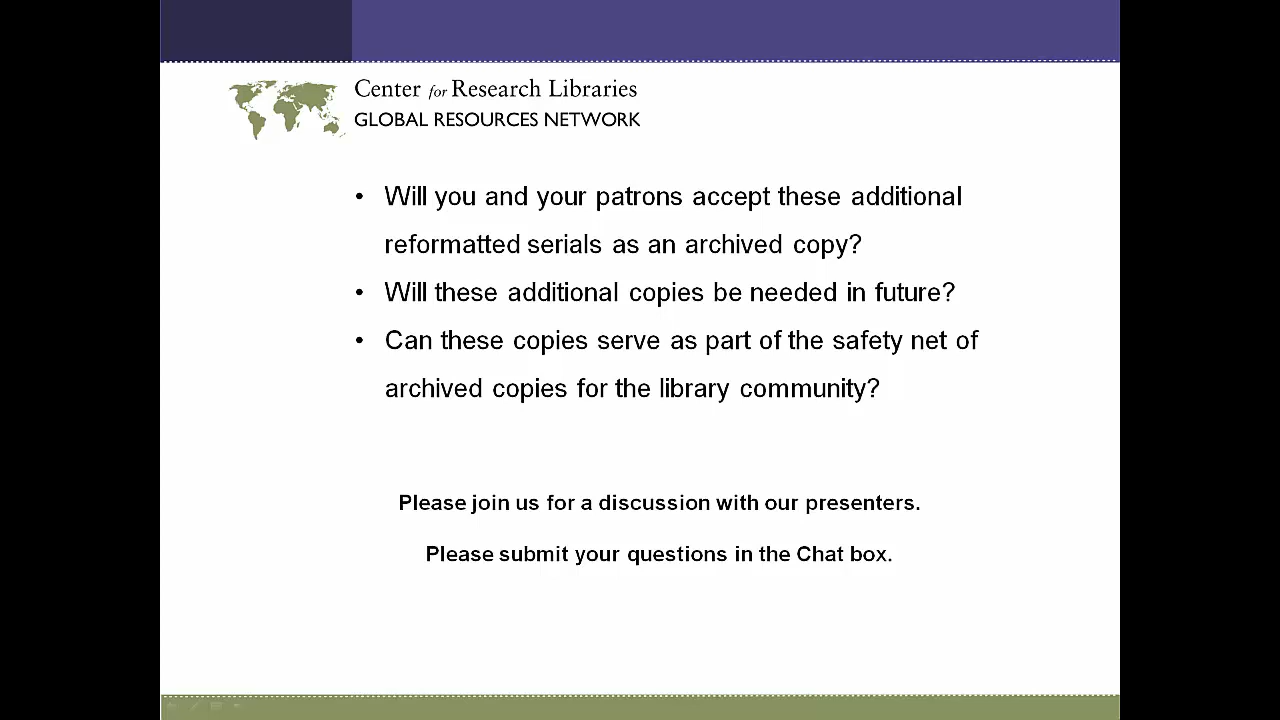 Center for Research Libraries
GLOBAL RESOURCES NETWORK
• Will you and your patrons accept these additional
reformatted serials as an archived copy?
• Will these additional copies be needed in future?
• Can these copies serve as part of the safety net of
archived copies for the library community?
Please join us for a discussion with our presenters.
Please submit your questions in the Chat box.